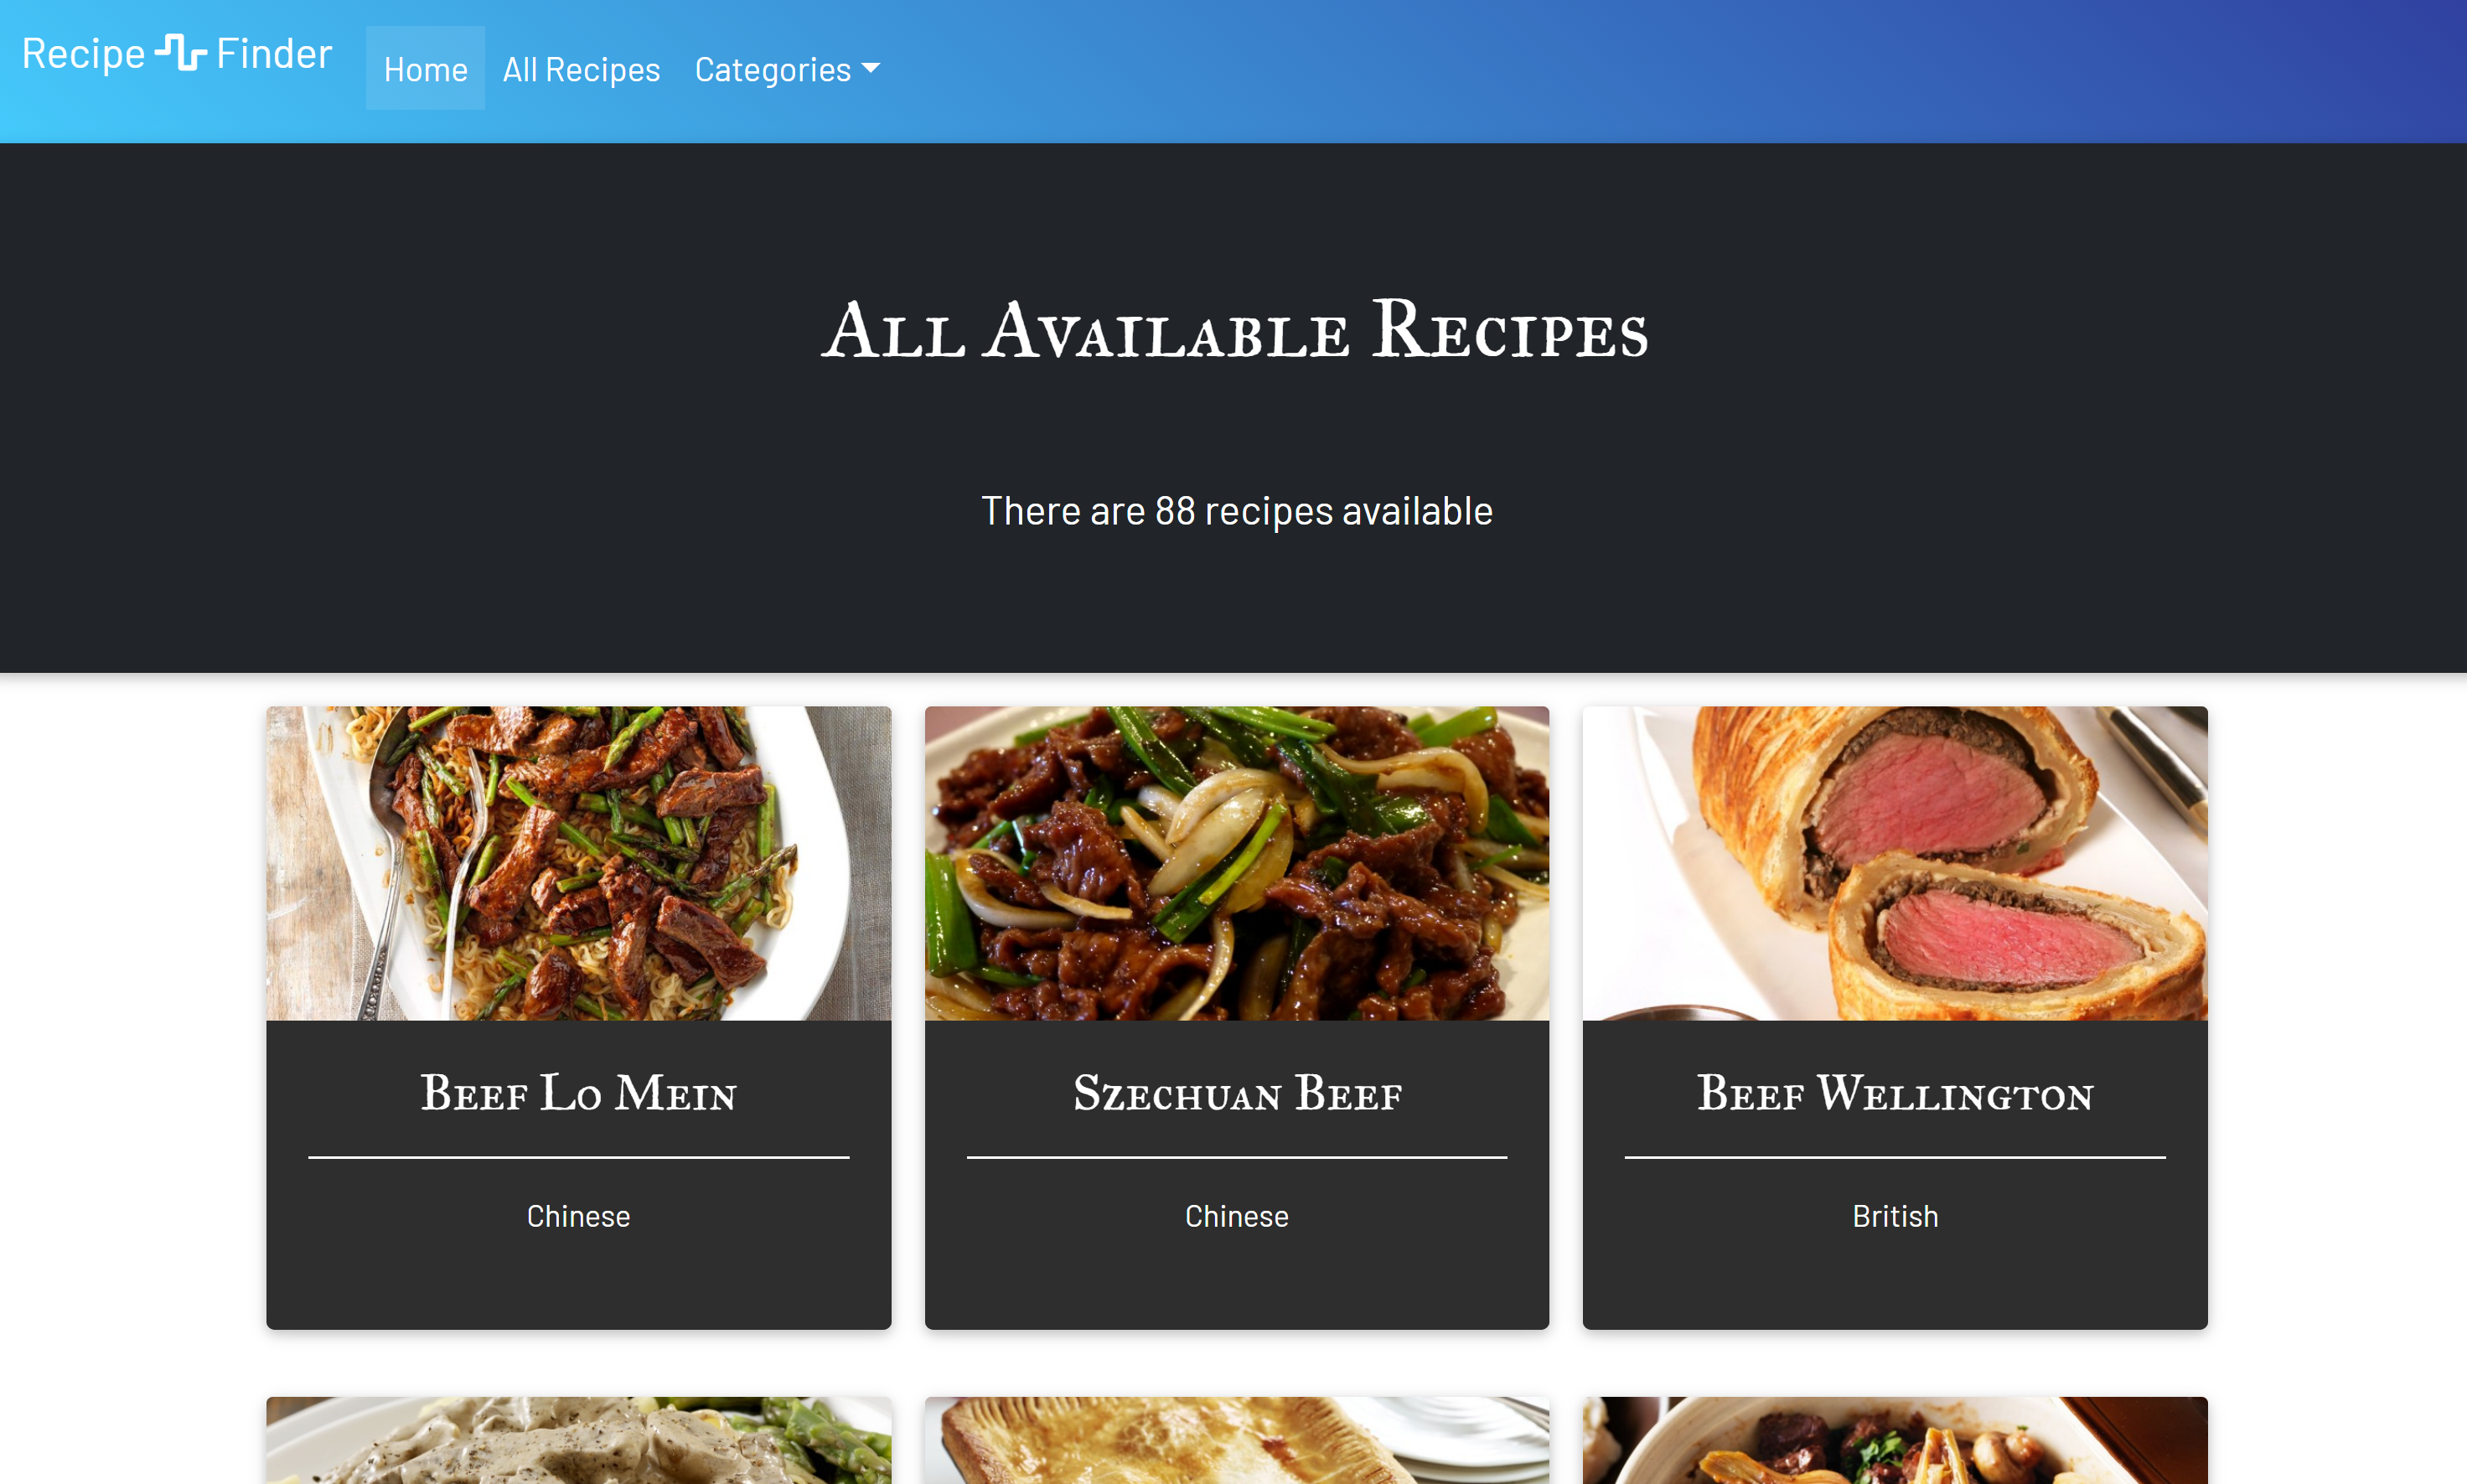 Recipe Finder
Home
All Recipes
Categories
All Available Recipes
There are 88 recipes available
Beef Lo Mein
Chinese
Szechuan Beef
Chinese
Beef Wellington
British